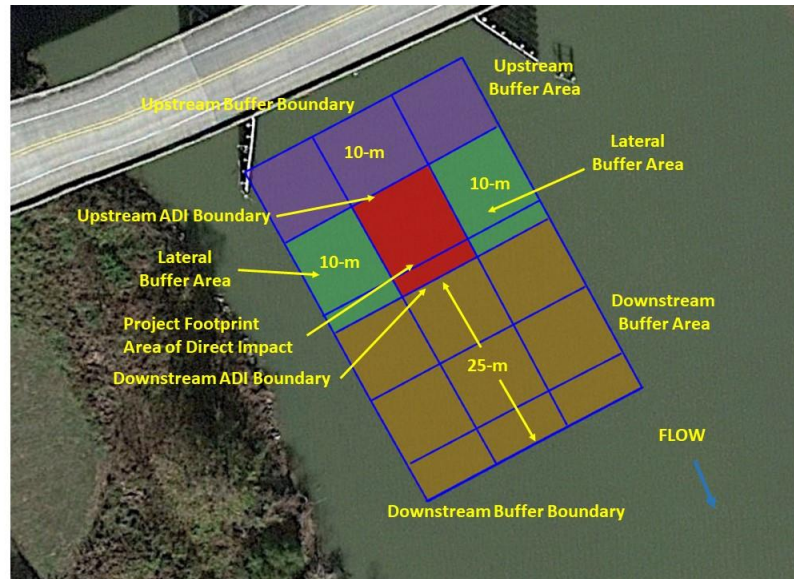 Upstream
Buffer Area
Upstream Buffer Boundary
10-m
Lateral
Buffer Area
10-m
Upstream ADI Boundary
Lateral
Buffer Area
10-m
Downstream
Buffer Area
Project Footprint
Area of Direct Impact
25-m
Downstream ADI Boundary
FLOW
Downstream Buffer Boundary